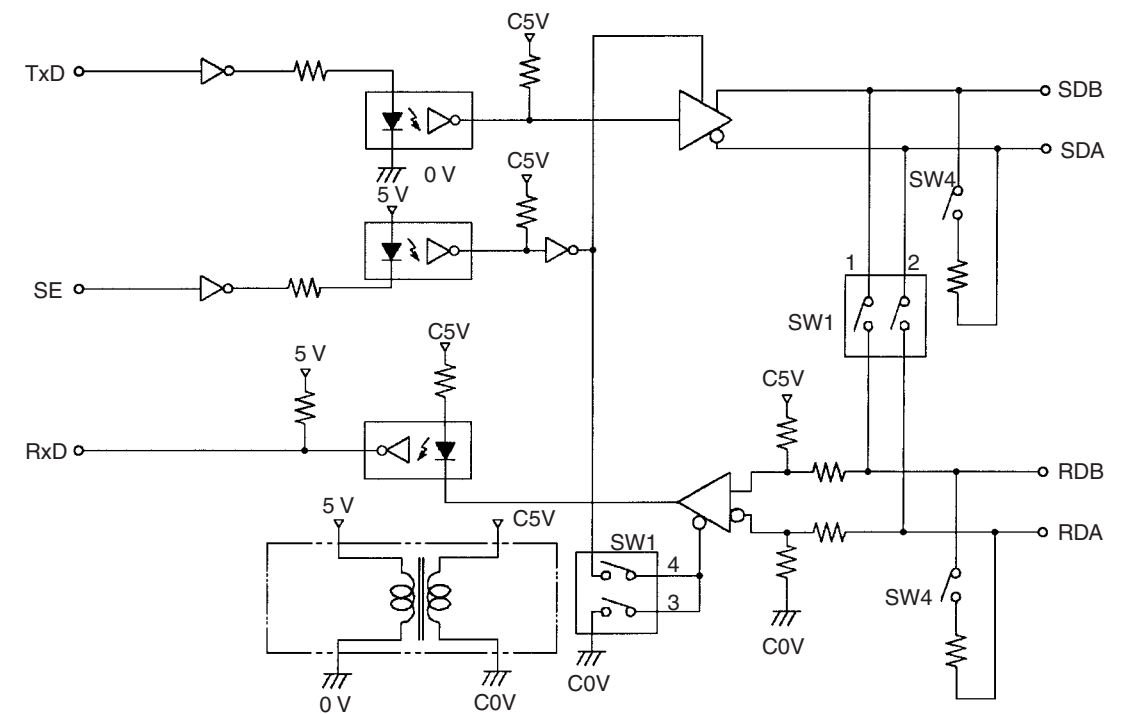 C5V
TxD
SDB
0 V
SDA
5 V
C5V
SW4
SE
1
2
SW1
C5V
5 V
C5V
RxD
RDB
5 V
C5V
SW1
RDA
4
3
SW4
C0V
C0V
0 V
C0V